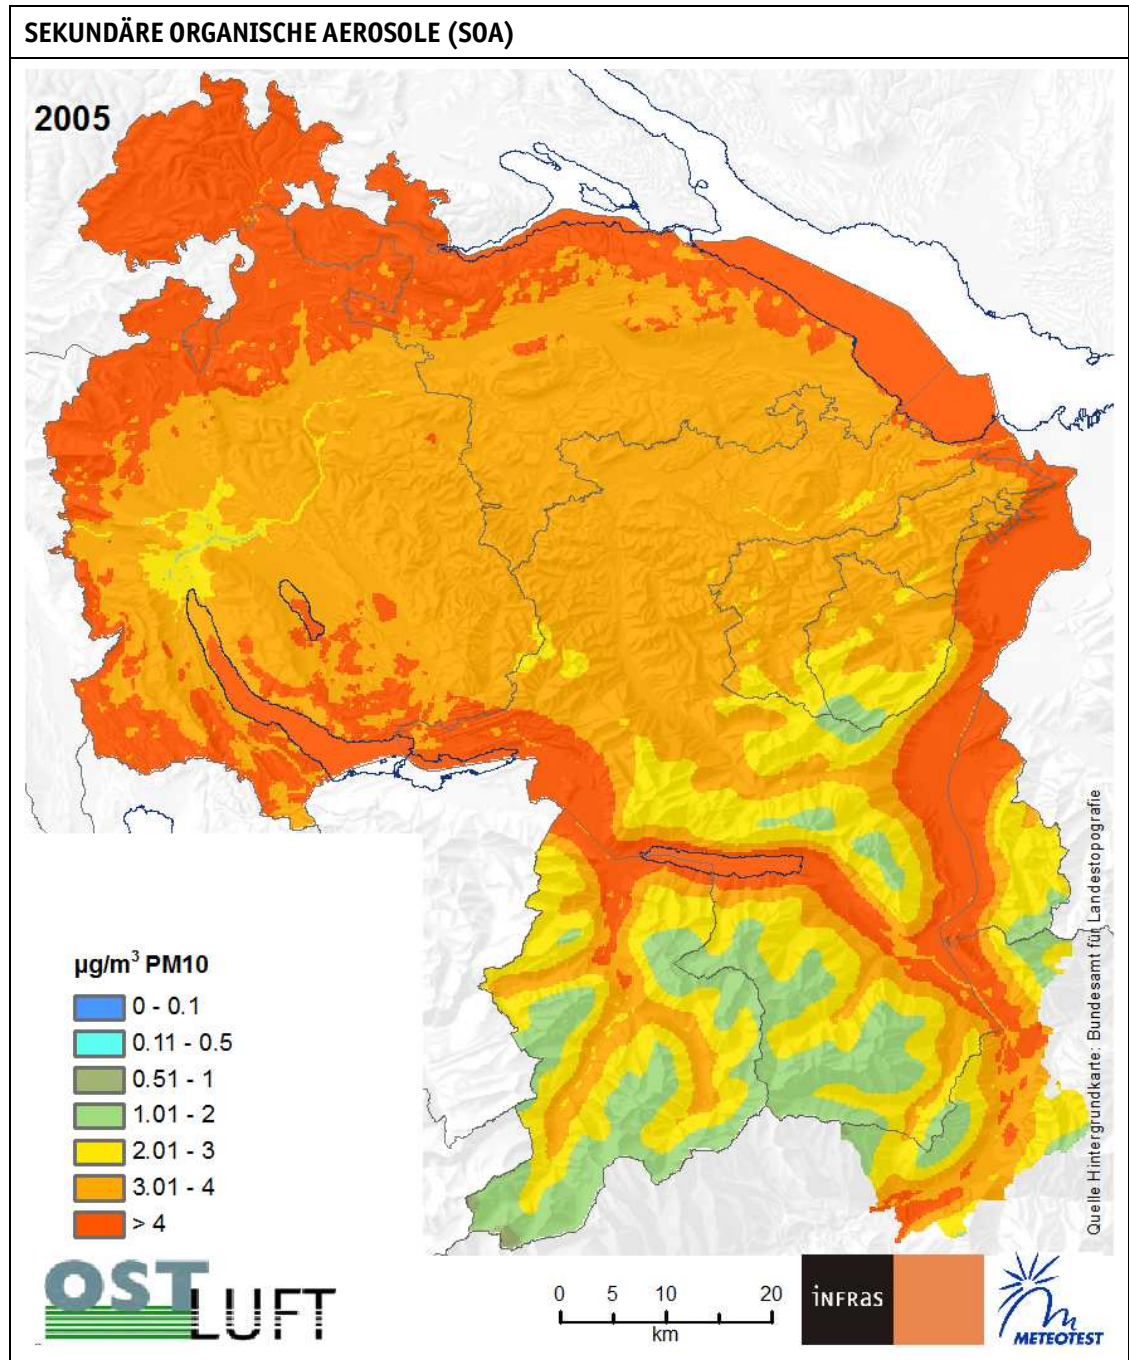 SEKUNDÄRE ORGANISCHE AEROSOLE (SOA)
2005
µg/m³ PM10
0 - 0.1
0.11 - 0.5
0.51 - 1
1.01 - 2
2.01 - 3
3.01 - 4
> 4
Quelle Hintergrundkarte: Bundesamt für Landestopografie
OSTLUFT
0 5 10 20
km
iNFRas
METEOTEST